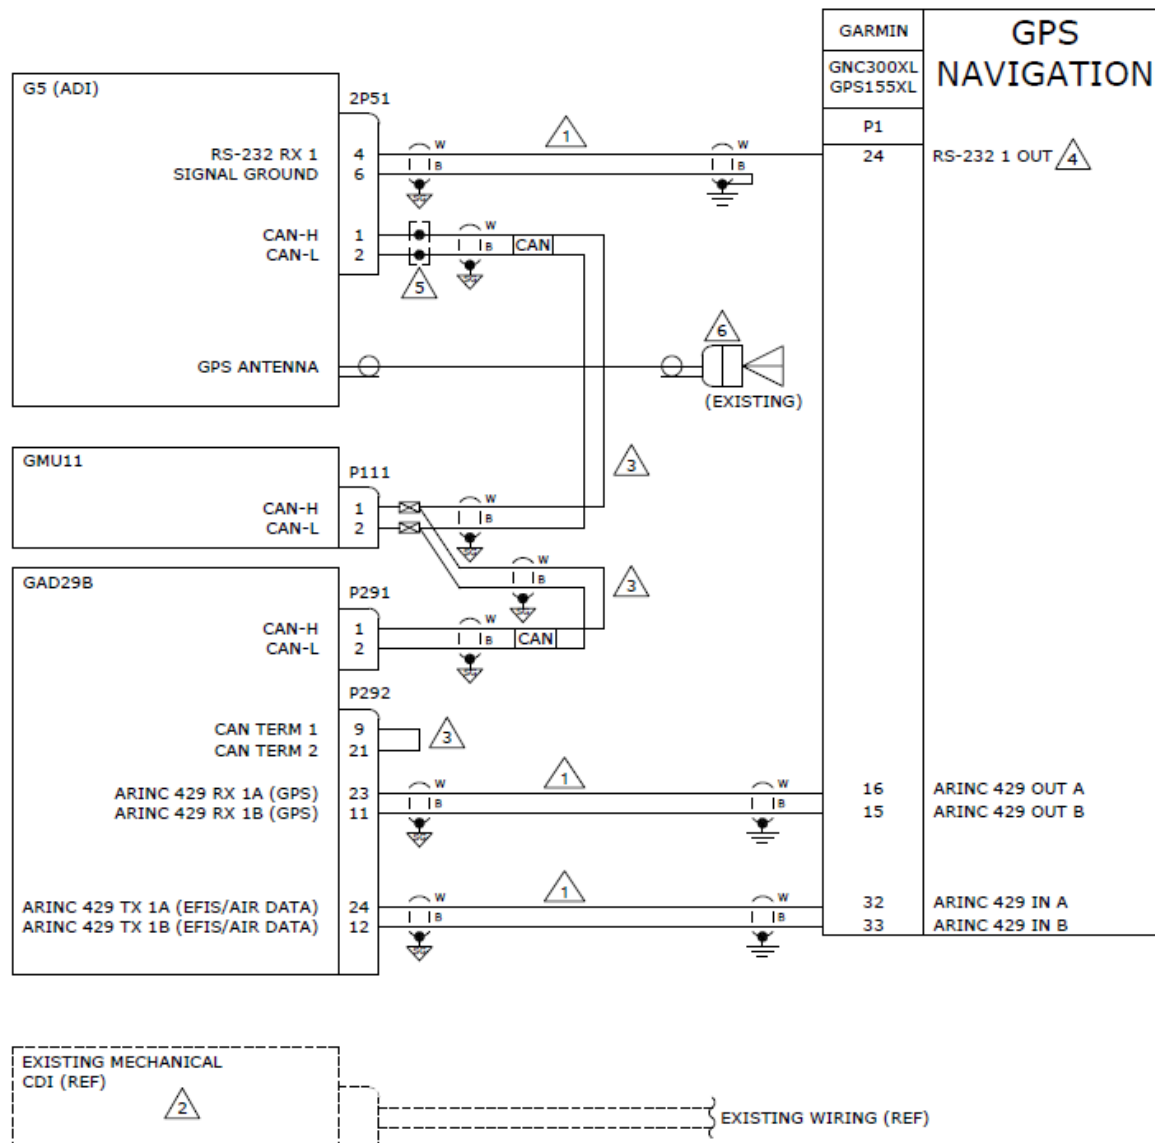 GARMIN
GPS
NAVIGATION
GNC300XL
GPS155XL
P1
G5 (ADI)
2P51
1
W
W
RS-232 RX 1
4
24
RS-232 1 OUT
4
B
B
SIGNAL GROUND
6
CAN-H
1
W
B
CAN
CAN-L
2
5
6
GPS ANTENNA
(EXISTING)
GMU11
P111
3
CAN-H
1
W
CAN-L
2
B
W
B
3
GAD29B
P291
CAN-H
1
W
B
CAN
CAN-L
2
P292
CAN TERM 1
9
3
CAN TERM 2
21
1
ARINC 429 RX 1A (GPS)
23
W
W
16
ARINC 429 OUT A
ARINC 429 RX 1B (GPS)
11
B
B
15
ARINC 429 OUT B
1
ARINC 429 TX 1A (EFIS/AIR DATA)
24
W
W
32
ARINC 429 IN A
ARINC 429 TX 1B (EFIS/AIR DATA)
12
B
B
33
ARINC 429 IN B
EXISTING MECHANICAL
CDI (REF)
2
EXISTING WIRING (REF)